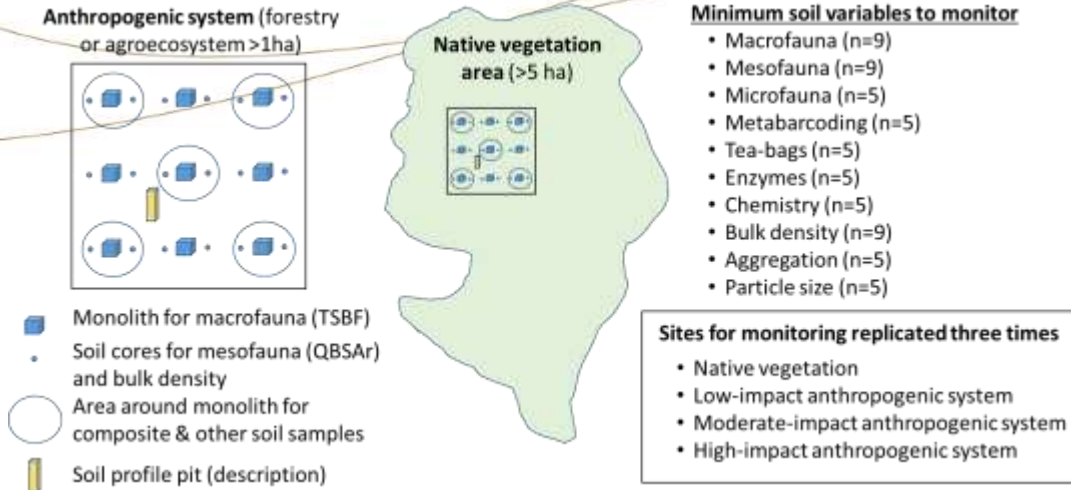 Anthropogenic system (forestry
or agroecosystem >1ha)
Monolith for macrofauna (TSBF)
Soil cores for mesofauna (QBSAr)
and bulk density
Area around monolith for
composite & other soil samples
Soil profile pit (description)
Native vegetation
area (>5 ha)
Minimum soil variables to monitor
• Macrofauna (n=9)
• Mesofauna (n=9)
• Microfauna (n=5)
• Metabarcoding (n=5)
• Tea-bags (n=5)
• Enzymes (n=5)
• Chemistry (n=5)
• Bulk density (n=9)
• Aggregation (n=5)
• Particle size (n=5)
Sites for monitoring replicated three times
• Native vegetation
• Low-impact anthropogenic system
• Moderate-impact anthropogenic system
• High-impact anthropogenic system